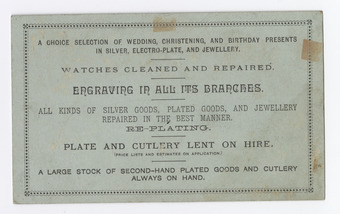 A CHOICE SELECTION OF WEDDING, CHRISTENING, AND BIRTHDAY PRESENTS
IN SILVER, ELECTRO-PLATE, AND JEWELLERY.
WATCHES CLEANED AND REPAIRED.
ENGRAVING IN ALL ITS BRANCHES.
ALL KINDS OF SILVER GOODS, PLATED GOODS, AND JEWELLERY
REPAIRED IN THE BEST MANNER.
RE-PLATING.
PLATE AND CUTLERY LENT ON HIRE.
(PRICE LISTS AND ESTIMATES ON APPLICATION.)
A LARGE STOCK OF SECOND-HAND PLATED GOODS AND CUTLERY
ALWAYS ON HAND.